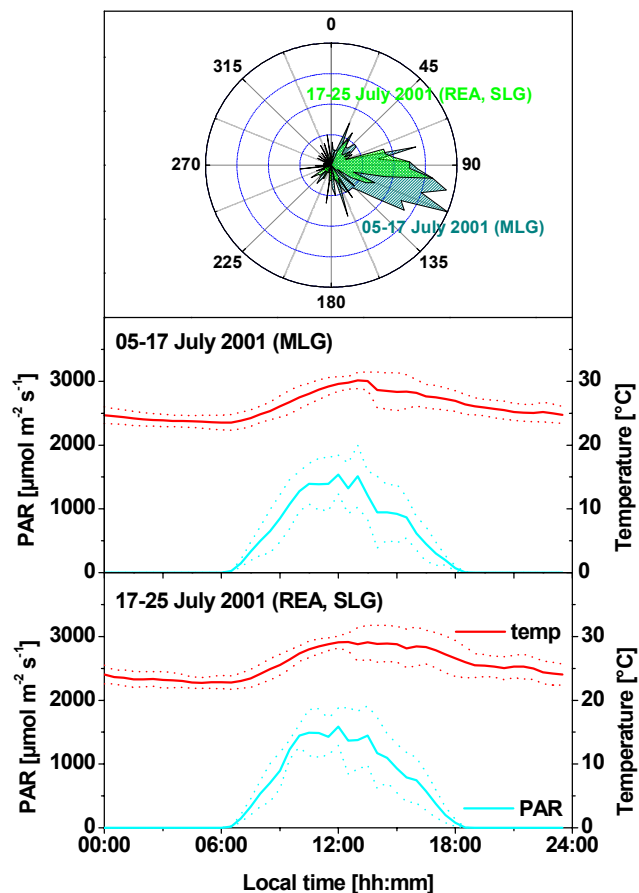 0
315
45
17-25 July 2001 (REA, SLG)
270
90
05-17 July 2001 (MLG)
225
135
180
05-17 July 2001 (MLG)
3000
30
2000
20
1000
10
0
0
PAR [µmol m⁻² s⁻¹]
Temperature [°C]
17-25 July 2001 (REA, SLG)
temp
3000
30
2000
20
1000
10
PAR
0
0
PAR [µmol m⁻² s⁻¹]
Temperature [°C]
00:00 06:00 12:00 18:00 24:00
Local time [hh:mm]